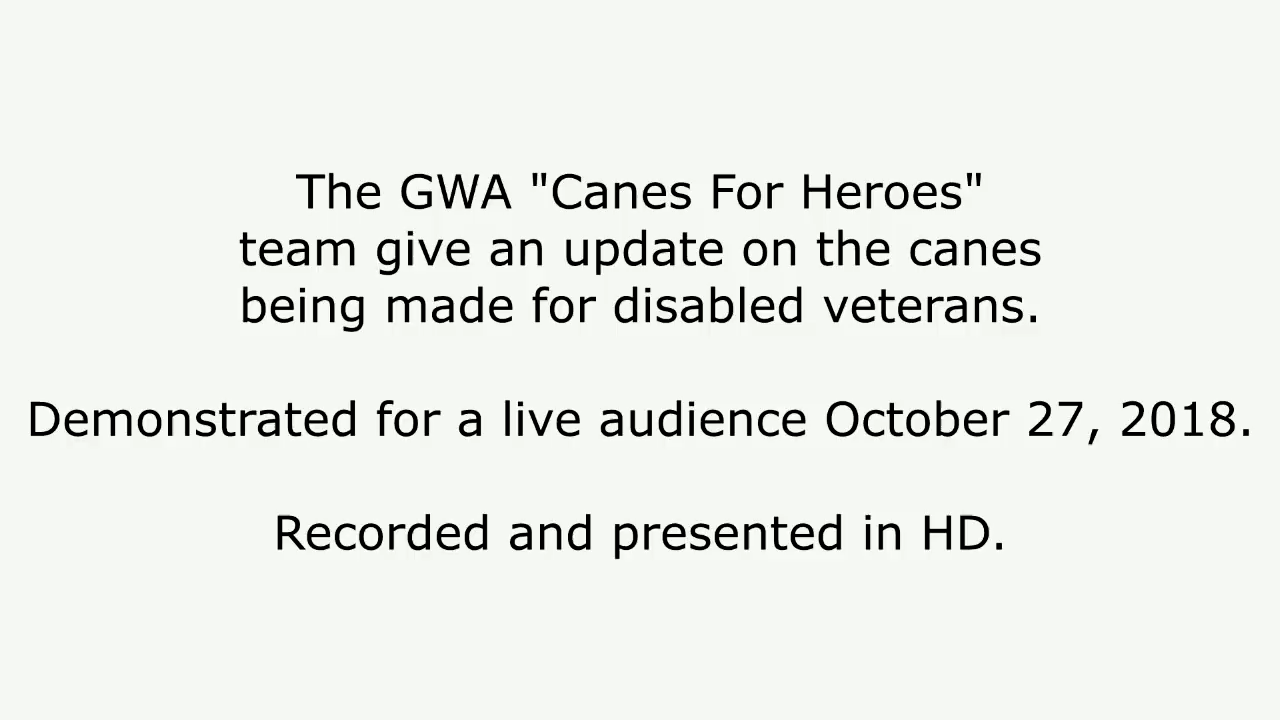 The GWA "Canes For Heroes"
team give an update on the canes
being made for disabled veterans.
Demonstrated for a live audience October 27, 2018.
Recorded and presented in HD.